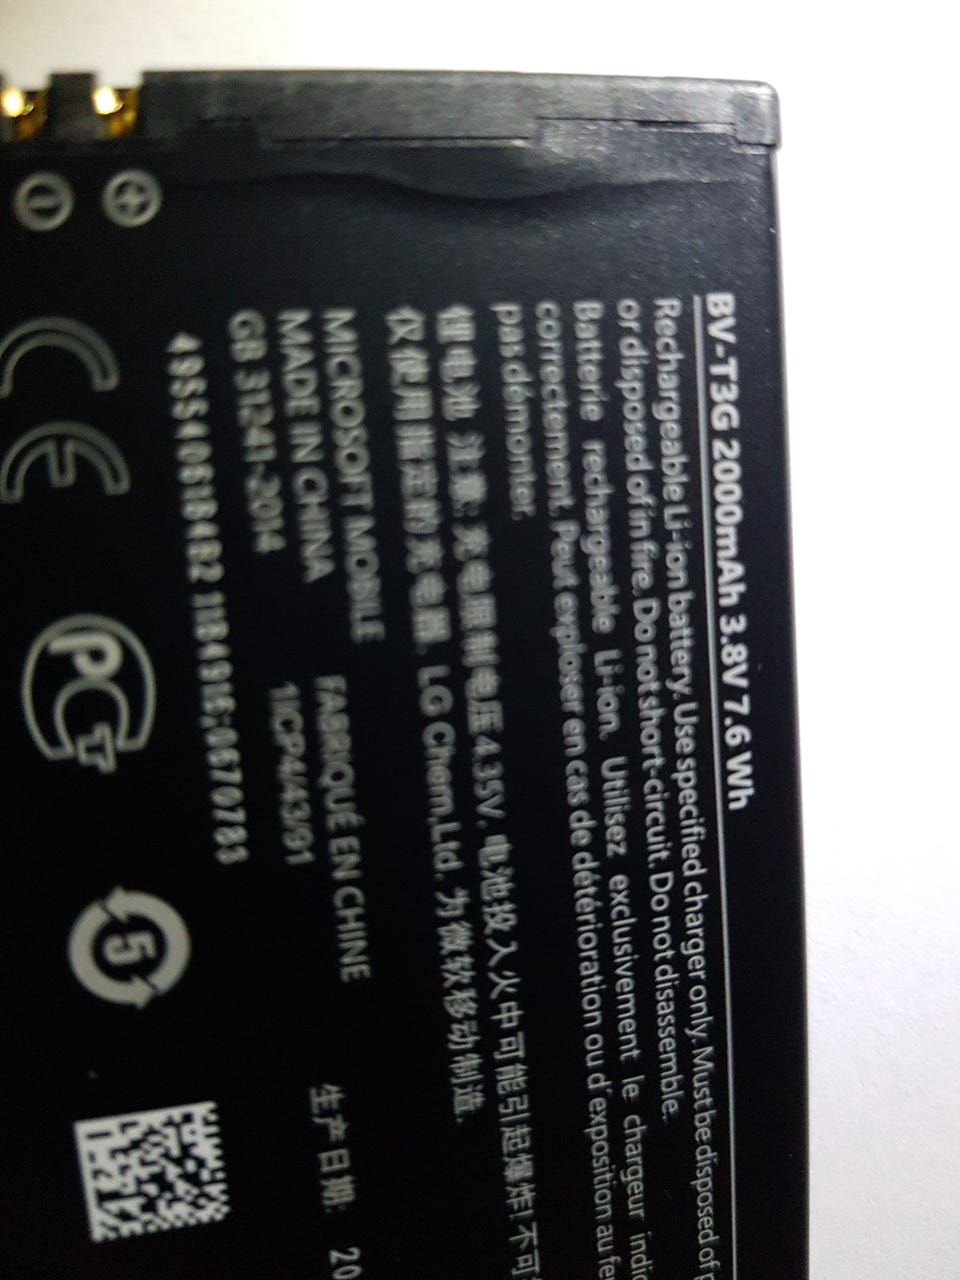 BV-T3G 2000mAh 3.8V 7.6 Wh
Rechargeable Li-ion battery. Use specified charger only. Must be disposed of
or disposed of in fire. Do not short-circuit. Do not disassemble.
Batterie rechargeable Li-ion. Utilisez exclusivement le chargeur
correctement. Peut exploser en cas de détérioration ou d'exposition au feu
pas démonter.
锂电池 注意: 充电限制电压4.35V. 电池投入火中可能引起爆炸! 不可
仅使用指定的充电器. LG Chem,Ltd. 为微软移动制造.
MICROSOFT MOBILE FABRIQUÉ EN CHINE 生产日期: 20
MADE IN CHINA 1ICP4/43/91
GB 31241-2014
PCT
5
CE